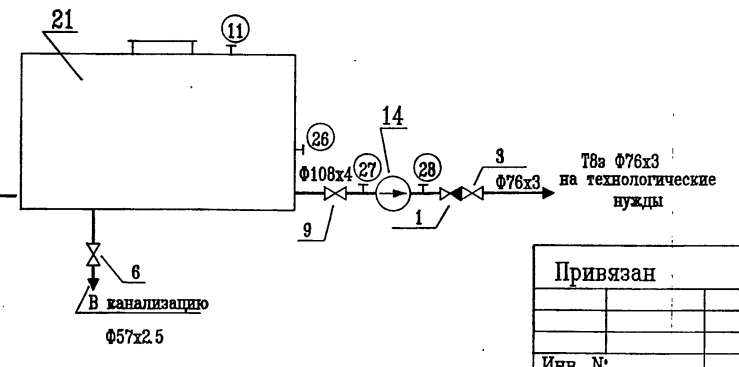 21
11
26
14
Ф108х4
27
28
3
Ф76х3
Т8з Ф76х3
на технологические
нужды
9
1
6
В канализацию
Ф57х2.5
Привязан
Инв. №